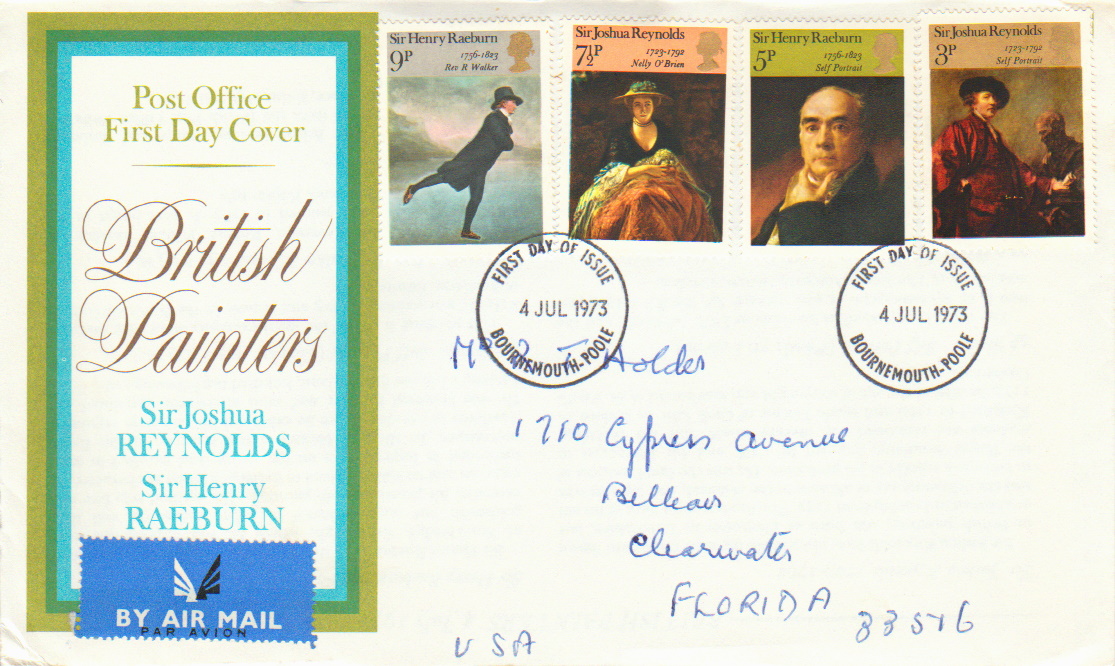 Post Office
First Day Cover
British
Painters
Sir Joshua
REYNOLDS
Sir Henry
RAEBURN
BY AIR MAIL
PAR AVION
Sir Henry Raeburn
9P
1756-1823
Rev R Walker
Sir Joshua Reynolds
7½P
1723-1792
Nelly O'Brien
Sir Henry Raeburn
5P
1756-1823
Self Portrait
Sir Joshua Reynolds
3P
1723-1792
Self Portrait
FIRST DAY OF ISSUE
4 JUL 1973
BOURNEMOUTH-POOLE
FIRST DAY OF ISSUE
4 JUL 1973
BOURNEMOUTH-POOLE
Mr Holder
1710 Cypress avenue
Belleair
Clearwater
FLORIDA 33516
USA